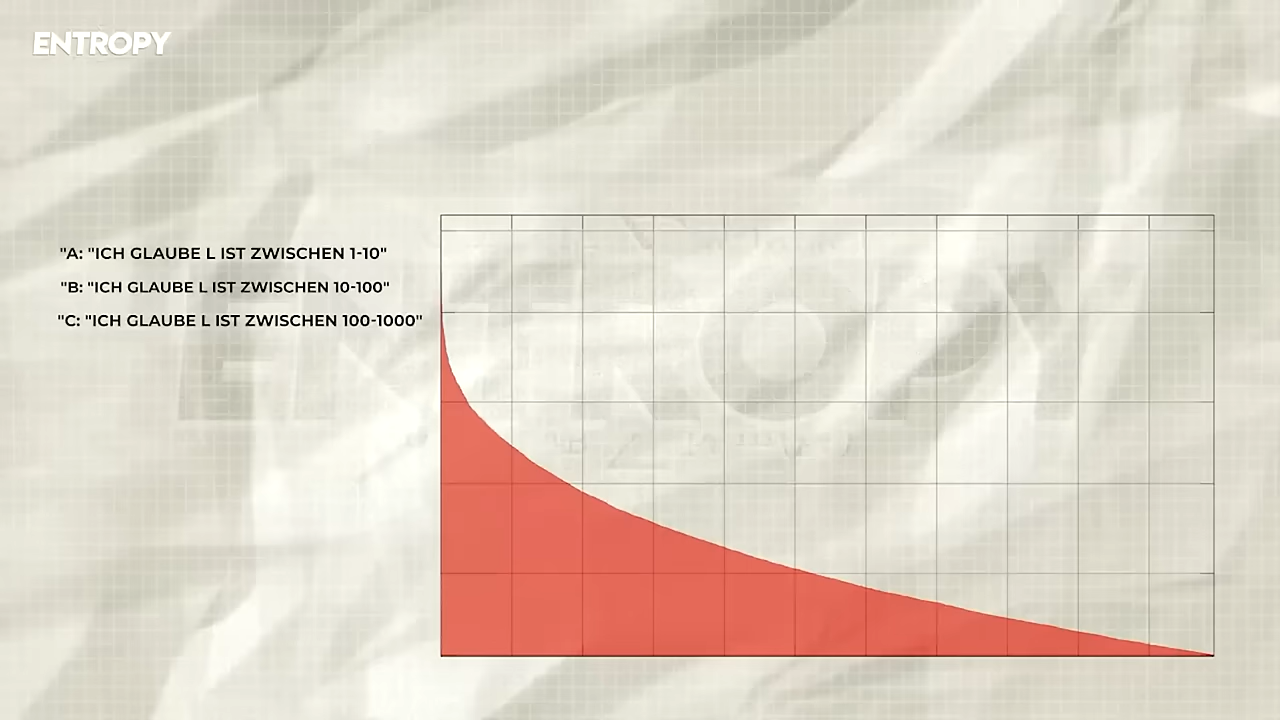 ENTROPY
"A: "ICH GLAUBE L IST ZWISCHEN 1-10"
"B: "ICH GLAUBE L IST ZWISCHEN 10-100"
"C: "ICH GLAUBE L IST ZWISCHEN 100-1000"